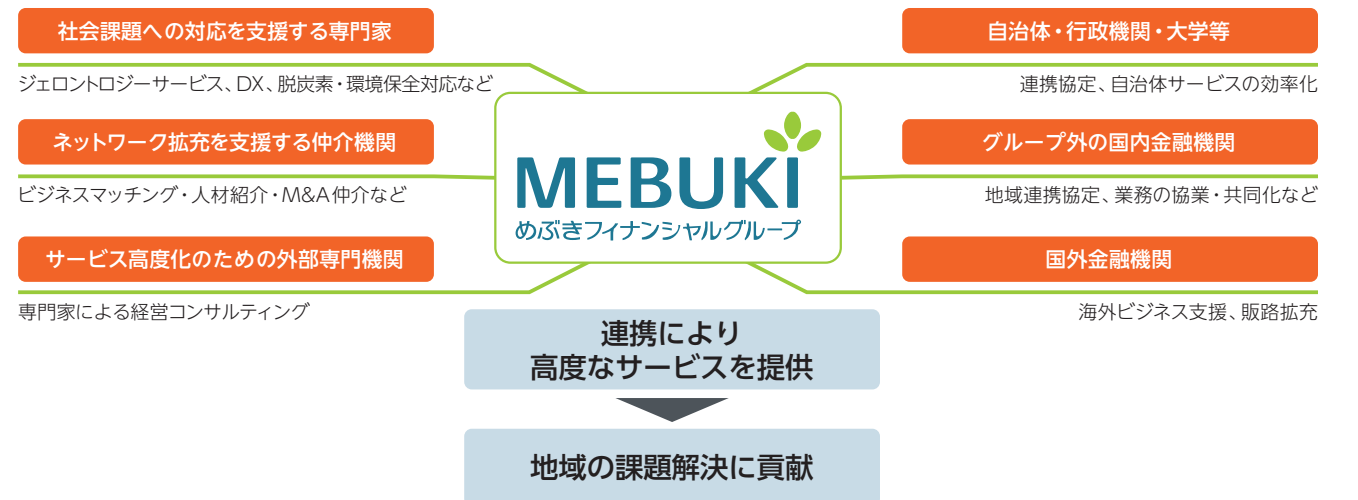 社会課題への対応を支援する専門家
ジェロントロジーサービス、DX、脱炭素・環境保全対応など
ネットワーク拡充を支援する仲介機関
ビジネスマッチング・人材紹介・M&A仲介など
サービス高度化のための外部専門機関
専門家による経営コンサルティング
MEBUKI
めぶきフィナンシャルグループ
自治体・行政機関・大学等
連携協定、自治体サービスの効率化
グループ外の国内金融機関
地域連携協定、業務の協業・共同化など
国外金融機関
海外ビジネス支援、販路拡充
連携により
高度なサービスを提供
地域の課題解決に貢献